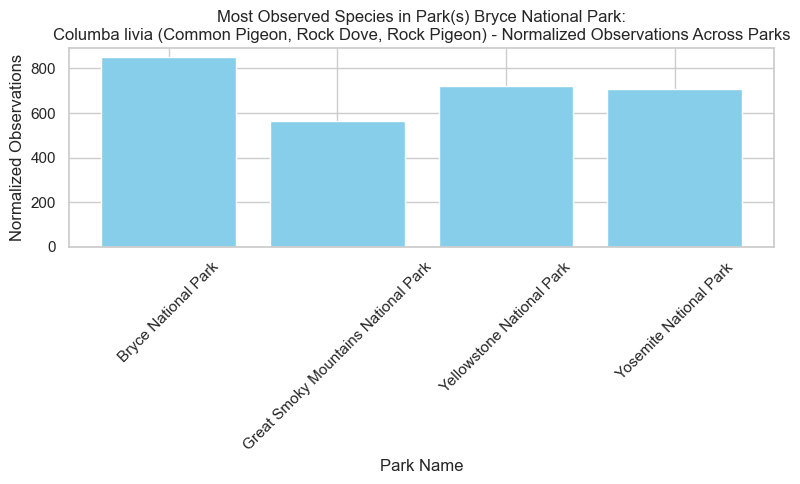 Most Observed Species in Park(s) Bryce National Park:
Columba livia (Common Pigeon, Rock Dove, Rock Pigeon) - Normalized Observations Across Parks
Normalized Observations
800
600
400
200
0
Bryce National Park
Great Smoky Mountains National Park
Yellowstone National Park
Yosemite National Park
Park Name